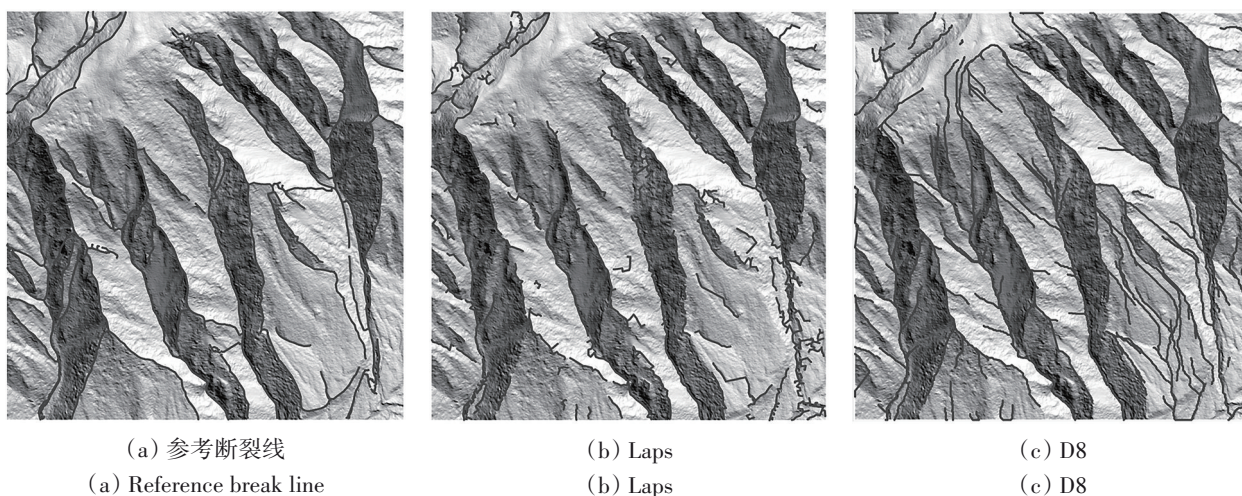 (a) 参考断裂线
(b) Laps
(c) D8
(a) Reference break line
(b) Laps
(c) D8